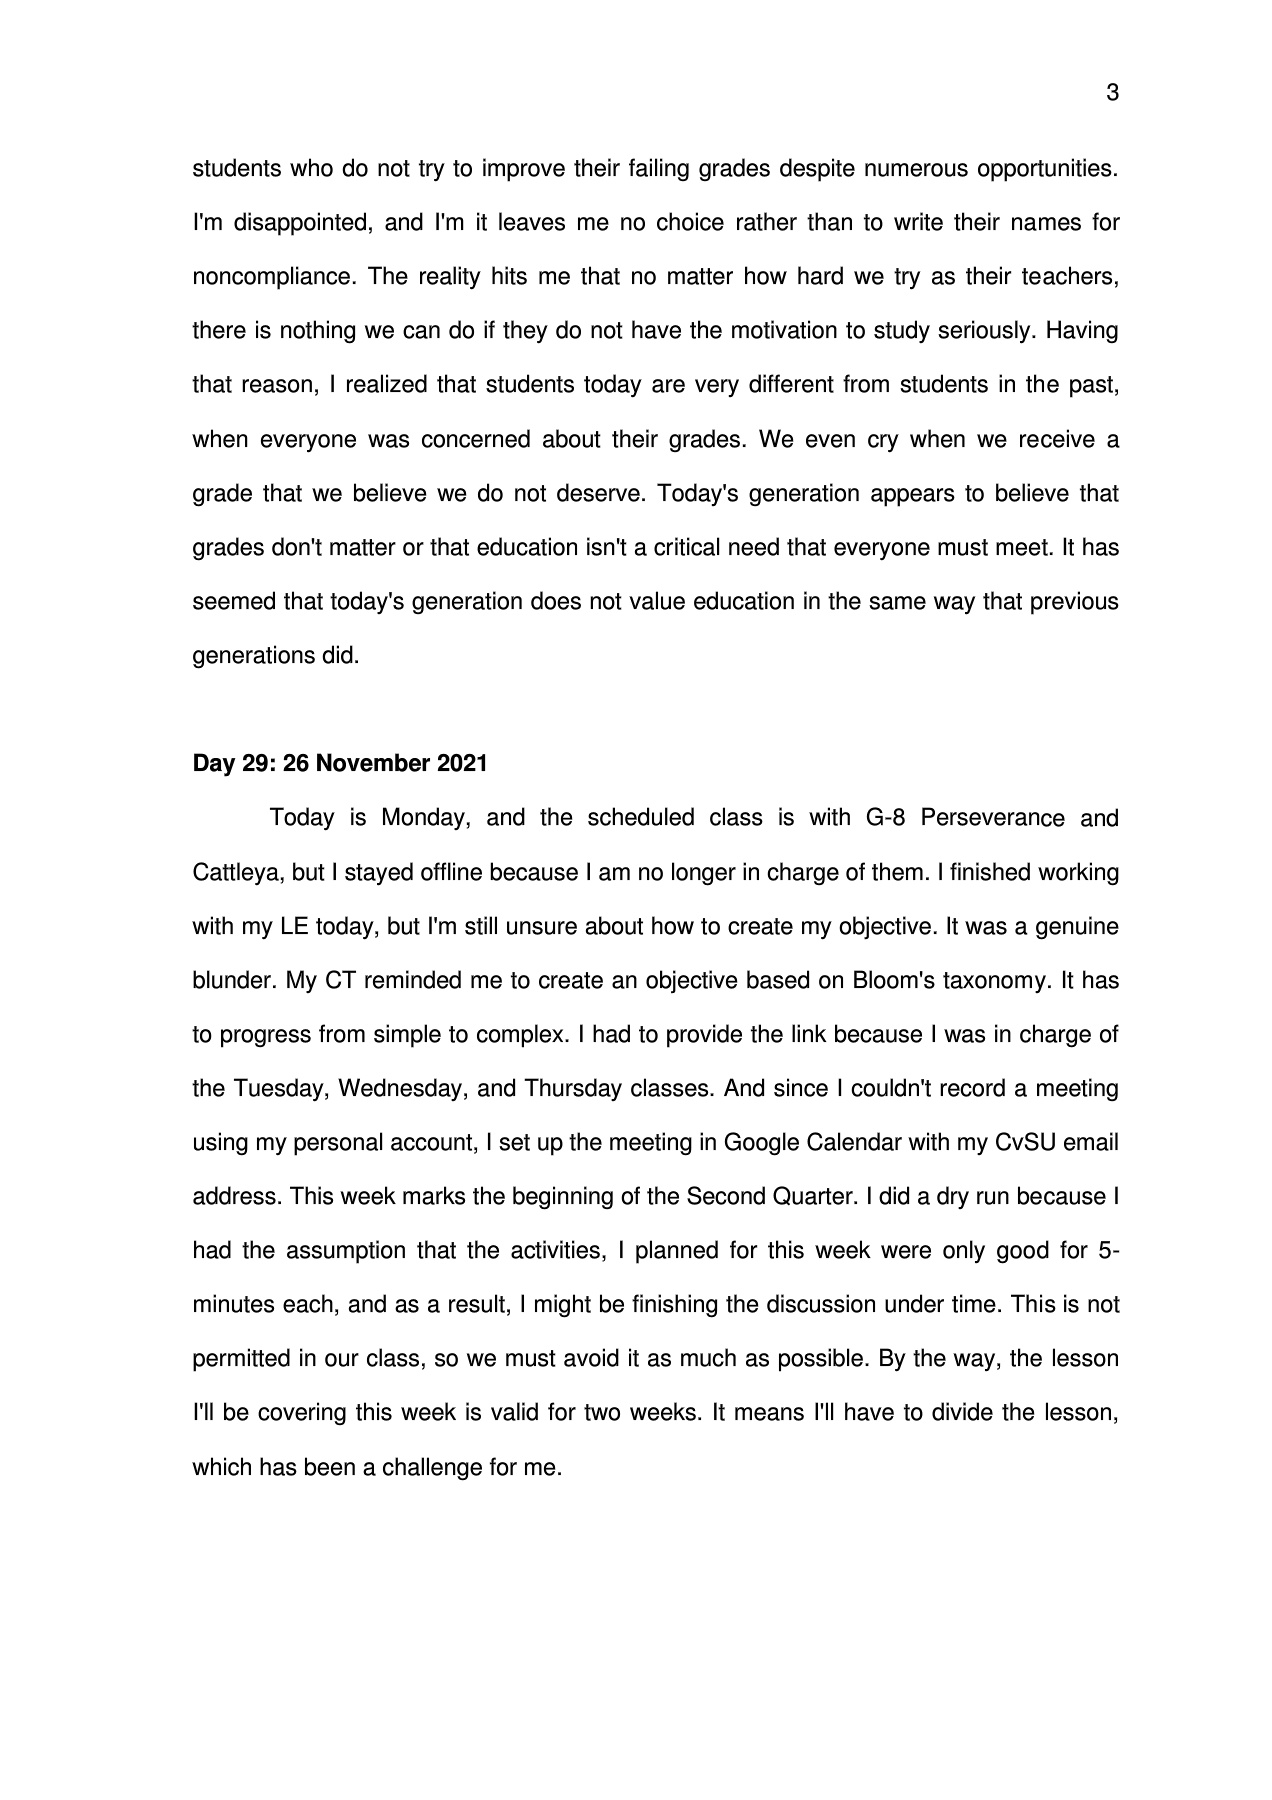 3
students who do not try to improve their failing grades despite numerous opportunities.
I'm disappointed, and I'm it leaves me no choice rather than to write their names for
noncompliance. The reality hits me that no matter how hard we try as their teachers,
there is nothing we can do if they do not have the motivation to study seriously. Having
that reason, I realized that students today are very different from students in the past,
when everyone was concerned about their grades. We even cry when we receive a
grade that we believe we do not deserve. Today's generation appears to believe that
grades don't matter or that education isn't a critical need that everyone must meet. It has
seemed that today's generation does not value education in the same way that previous
generations did.
Day 29: 26 November 2021
Today is Monday, and the scheduled class is with G-8 Perseverance and
Cattleya, but I stayed offline because I am no longer in charge of them. I finished working
with my LE today, but I'm still unsure about how to create my objective. It was a genuine
blunder. My CT reminded me to create an objective based on Bloom's taxonomy. It has
to progress from simple to complex. I had to provide the link because I was in charge of
the Tuesday, Wednesday, and Thursday classes. And since I couldn't record a meeting
using my personal account, I set up the meeting in Google Calendar with my CvSU email
address. This week marks the beginning of the Second Quarter. I did a dry run because I
had the assumption that the activities, I planned for this week were only good for 5-
minutes each, and as a result, I might be finishing the discussion under time. This is not
permitted in our class, so we must avoid it as much as possible. By the way, the lesson
I'll be covering this week is valid for two weeks. It means I'll have to divide the lesson,
which has been a challenge for me.